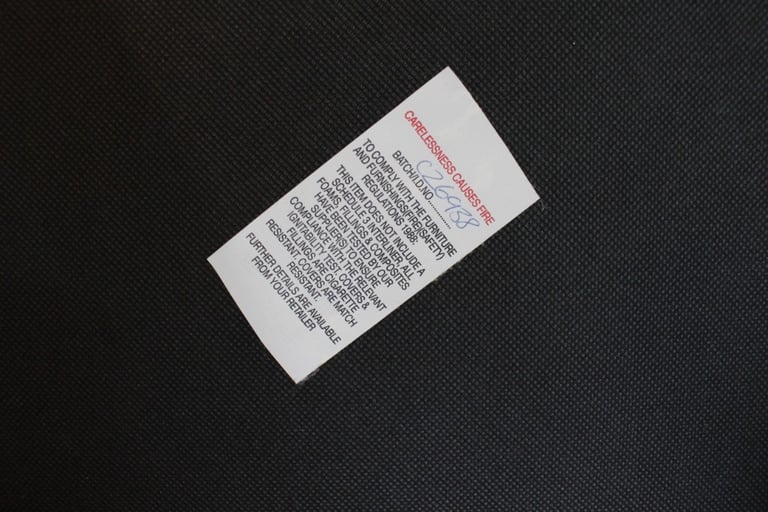 CARELESSNESS CAUSES FIRE
BATCH/I.D.NO. C26938
TO COMPLY WITH THE FURNITURE
AND FURNISHINGS(FIRE)(SAFETY)
REGULATIONS 1988:
THIS ITEM DOES NOT INCLUDE A
SCHEDULE 3 INTERLINER, ALL
FOAMS, FILLINGS & COMPOSITES
HAVE BEEN TESTED BY OUR
SUPPLIER(S) TO ENSURE
COMPLIANCE WITH THE RELEVANT
IGNITABILITY TEST. COVERS &
FILLINGS ARE CIGARETTE
RESISTANT. COVERS ARE MATCH
RESISTANT.
FURTHER DETAILS ARE AVAILABLE
FROM YOUR RETAILER